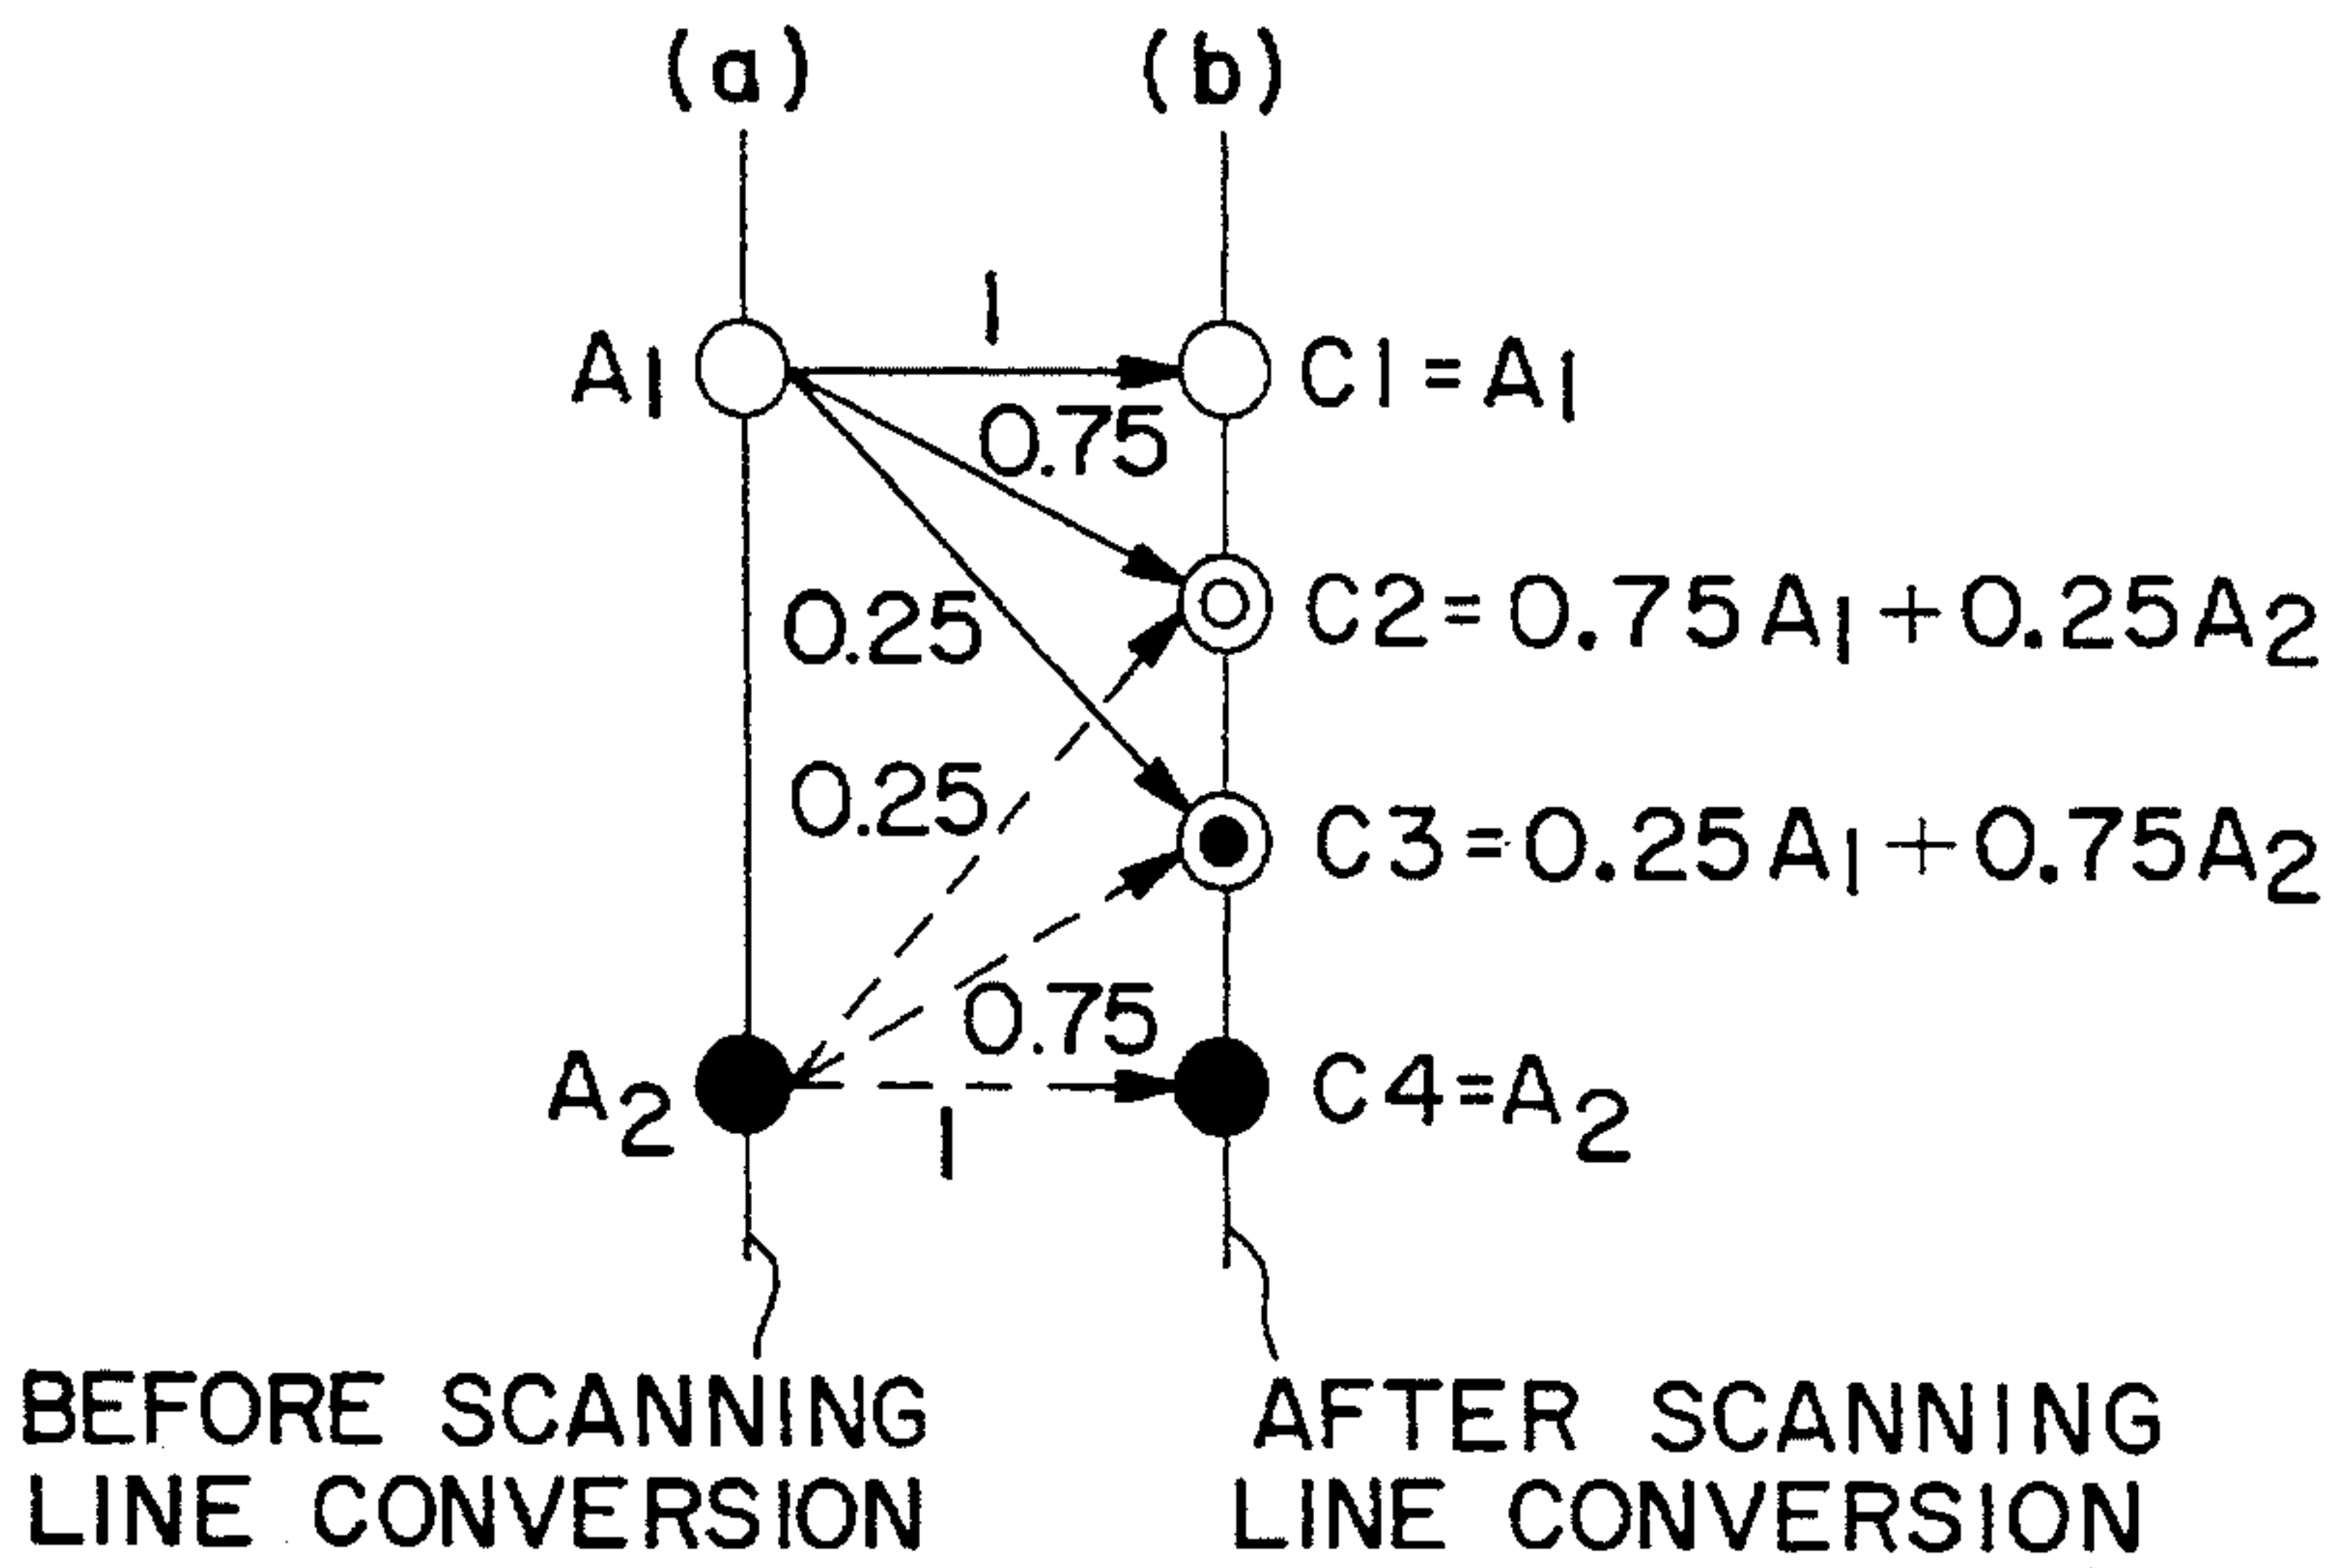 (a) (b)
1
A1 C1=A1
0.75
0.25 C2=0.75A1+0.25A2
0.25 C3=0.25A1+0.75A2
0.75
A2 C4=A2
1
BEFORE SCANNING AFTER SCANNING
LINE CONVERSION LINE CONVERSION